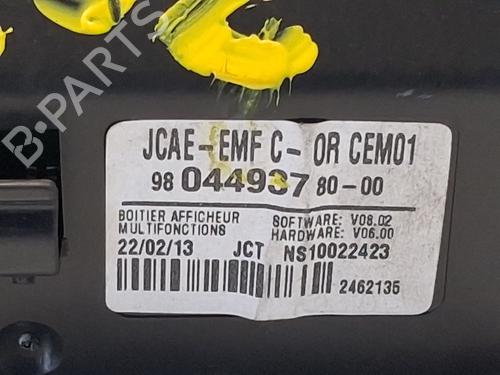 B-PARTS
JCAE-EMF C- OR CEM01
98 044937 80-00
BOITIER AFFICHEUR
MULTIFONCTIONS
SOFTWARE: V08.02
HARDWARE: V06.00
22/02/13 JCT NS10022423
2462135